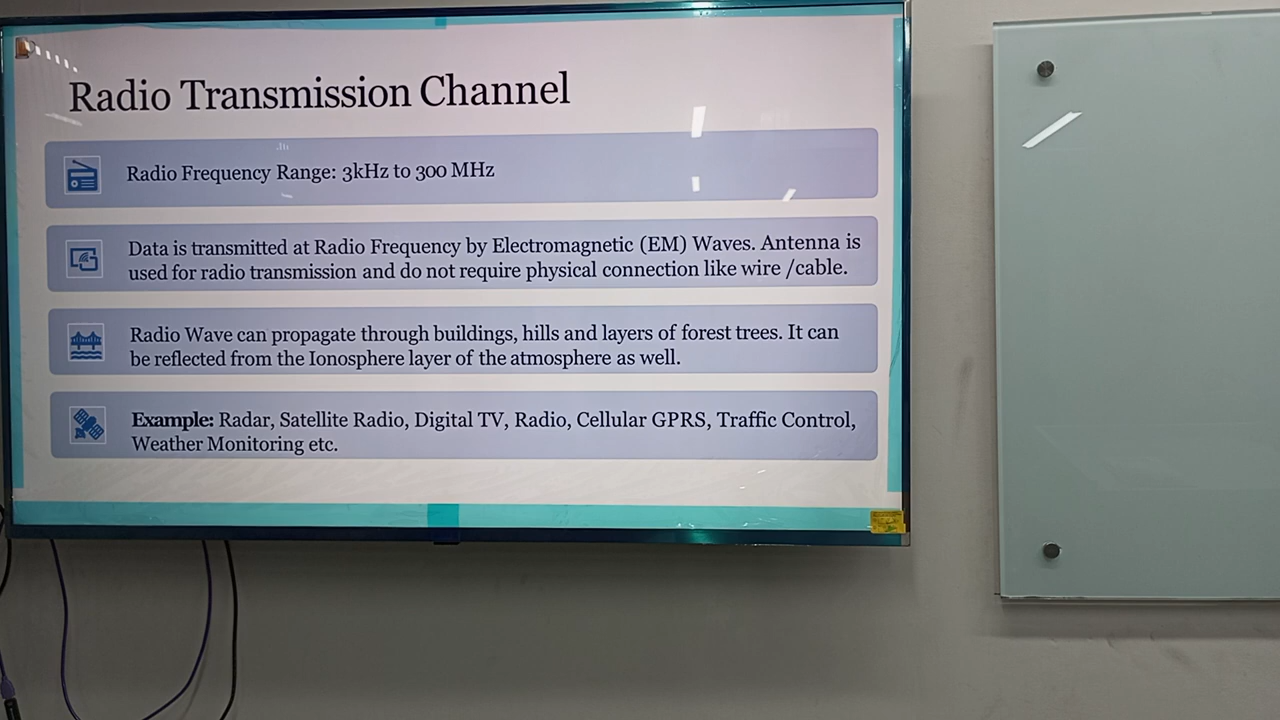 Radio Transmission Channel
Radio Frequency Range: 3kHz to 300 MHz
Data is transmitted at Radio Frequency by Electromagnetic (EM) Waves. Antenna is
used for radio transmission and do not require physical connection like wire /cable.
Radio Wave can propagate through buildings, hills and layers of forest trees. It can
be reflected from the Ionosphere layer of the atmosphere as well.
Example: Radar, Satellite Radio, Digital TV, Radio, Cellular GPRS, Traffic Control,
Weather Monitoring etc.